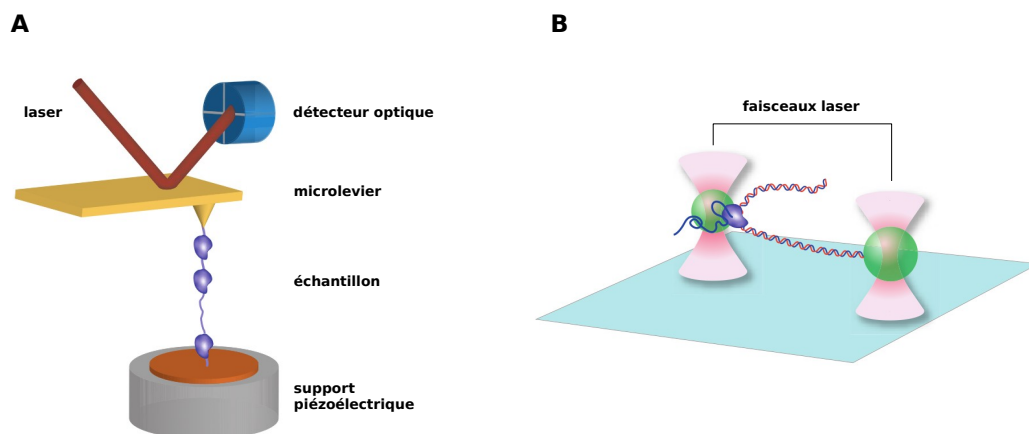 A
B
laser
détecteur optique
faisceaux laser
microlevier
échantillon
support
piézoélectrique